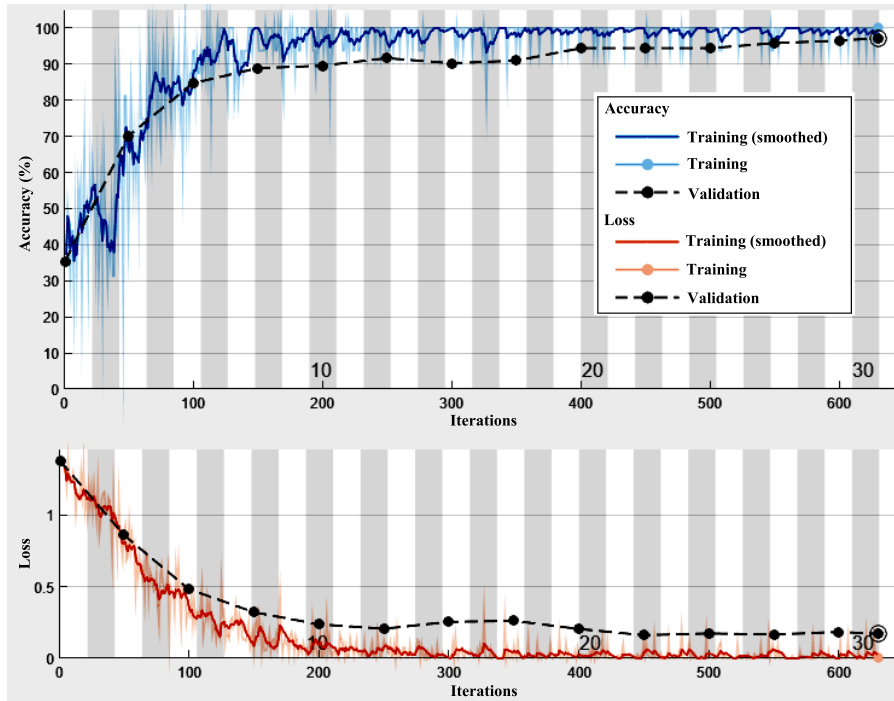 100
90
80
70
60
50
40
30
20
10
0
Accuracy (%)
Accuracy
Training (smoothed)
Training
Validation
Loss
Training (smoothed)
Training
Validation
10
20
30
0
100
200
300
400
500
600
Iterations
1
0.5
0
Loss
10
20
30
0
100
200
300
400
500
600
Iterations